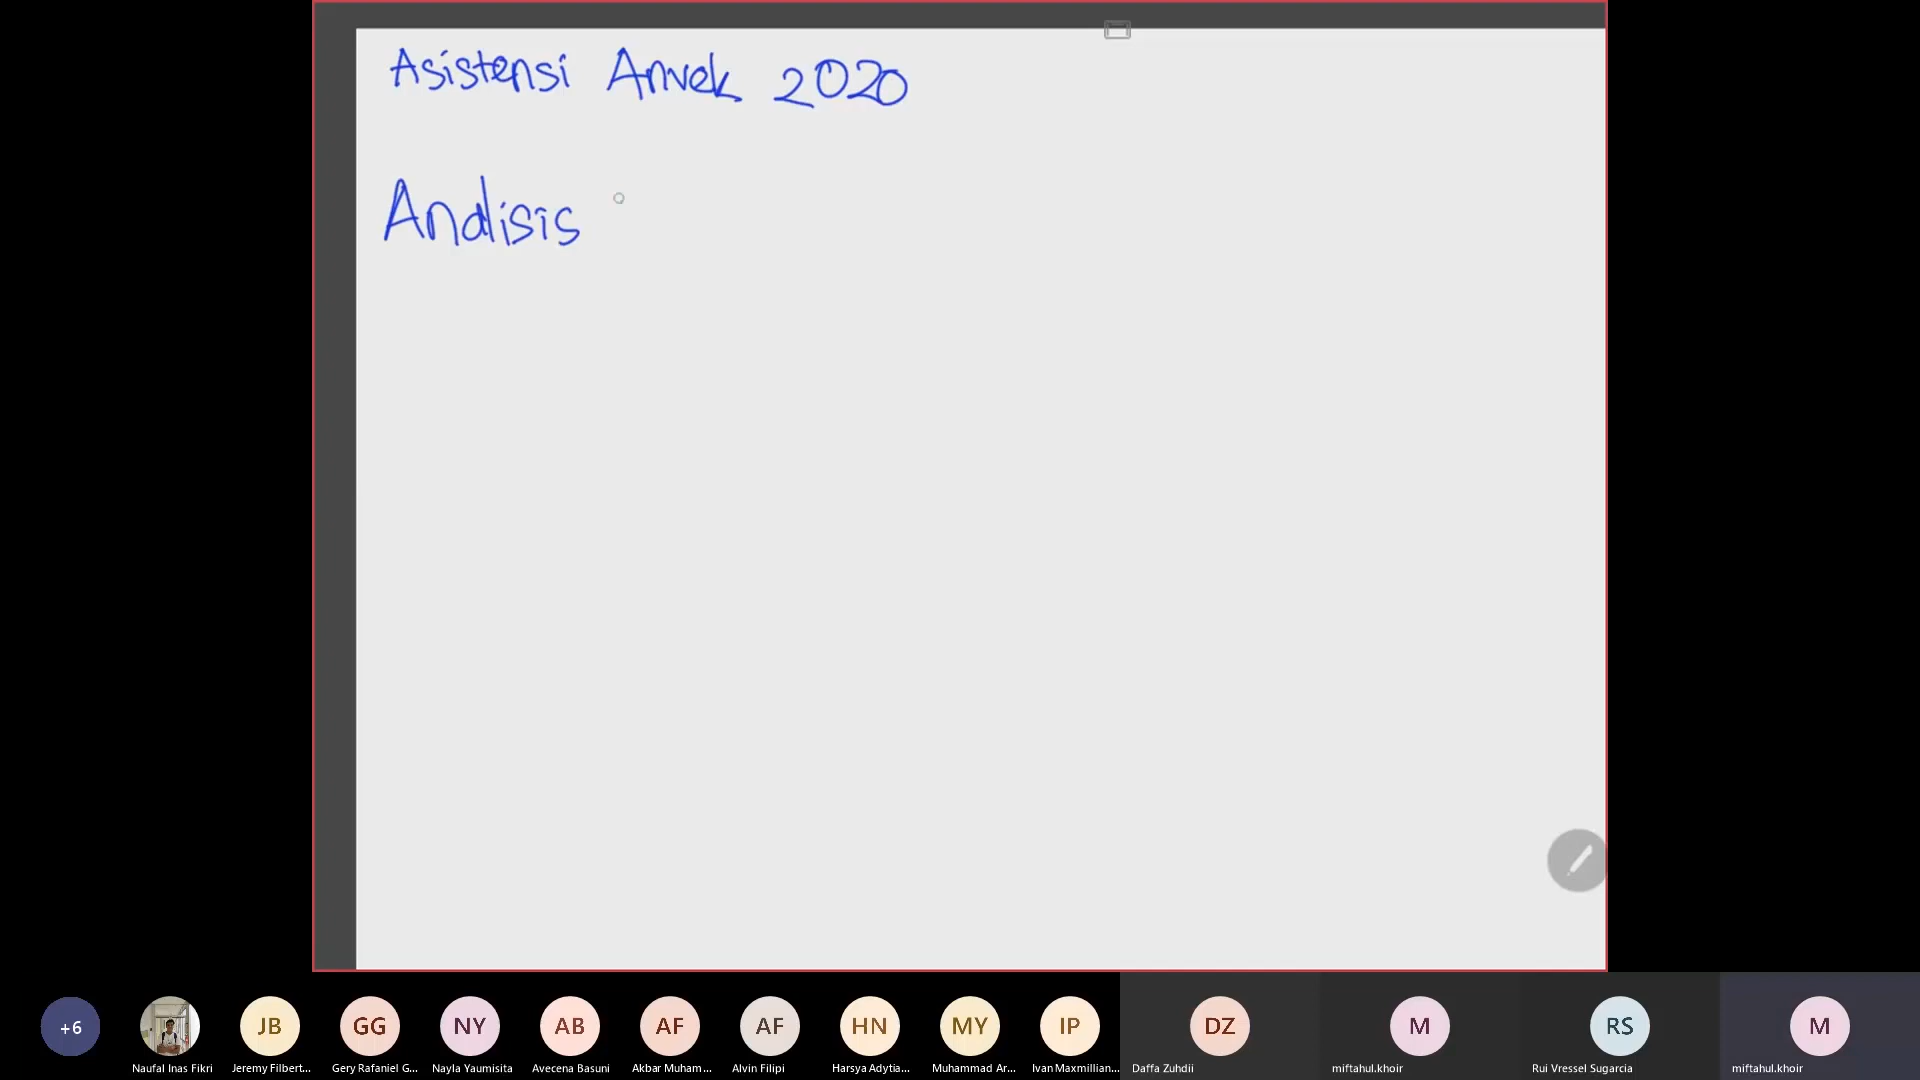 Asistensi Anvek 2020
Analisis
+6
JB
GG
NY
AB
AF
AF
HN
MY
IP
DZ
M
RS
M
Naufal Inas Fikri
Jeremy Filbert...
Gery Rafaniel G...
Nayla Yaumisita
Avecena Basuni
Akbar Muham...
Alvin Filipi
Harsya Adytia...
Muhammad Ar...
Ivan Maxmillian...
Daffa Zuhdii
miftahul.khoir
Rui Vressel Sugarcia
miftahul.khoir